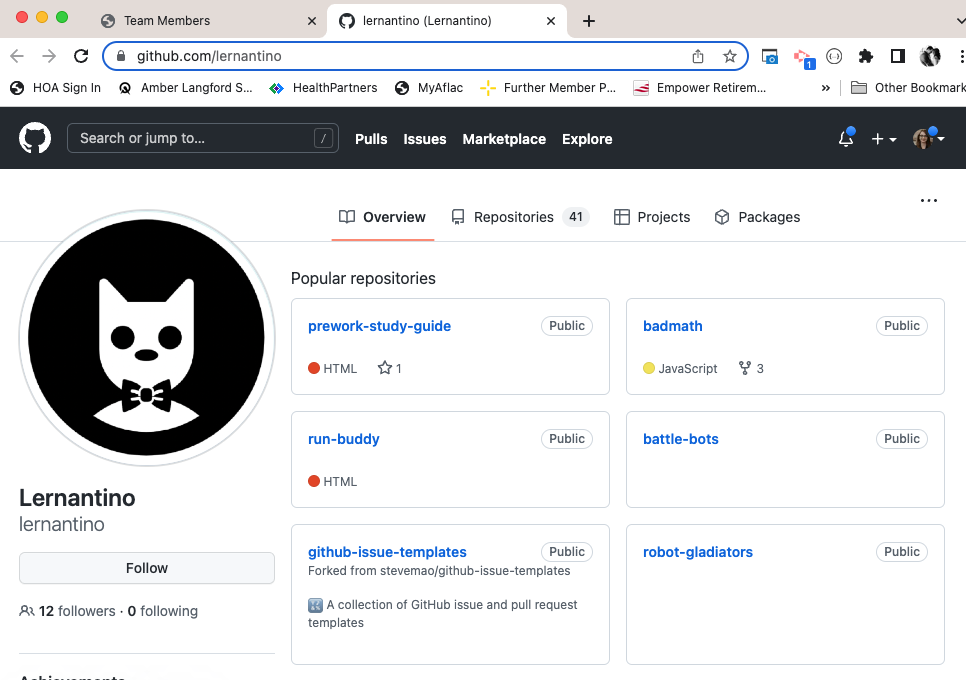 Team Members
lernantino (Lernantino)
github.com/lernantino
1
HOA Sign In
Amber Langford S...
HealthPartners
MyAflac
Further Member P...
Empower Retirem...
»
Other Bookmark
Search or jump to...
/
Pulls
Issues
Marketplace
Explore
Overview
Repositories 41
Projects
Packages
Popular repositories
prework-study-guide Public
HTML 1
badmath Public
JavaScript 3
run-buddy Public
HTML
battle-bots Public
github-issue-templates Public
Forked from stevemao/github-issue-templates
A collection of GitHub issue and pull request
templates
robot-gladiators Public
Lernantino
lernantino
Follow
12 followers · 0 following
Achievements